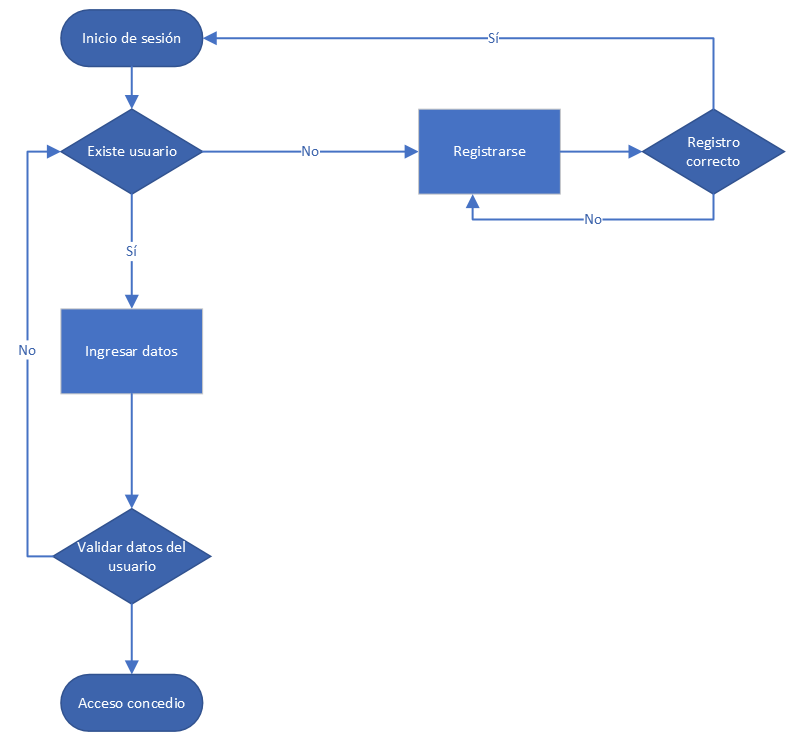 Inicio de sesión
Sí
Existe usuario
No
Registrarse
Registro
correcto
No
Sí
Ingresar datos
No
Validar datos del
usuario
Acceso concedio